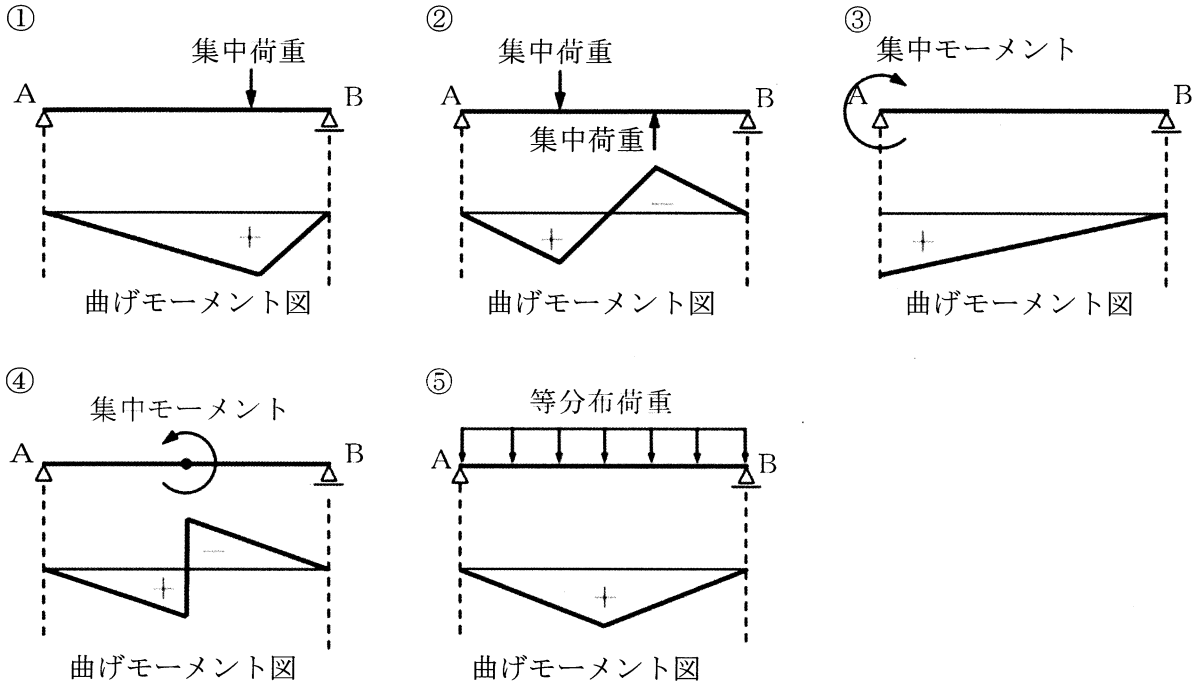 ①
集中荷重
A
B
+
曲げモーメント図
②
集中荷重
A
B
集中荷重
+
−
曲げモーメント図
③
集中モーメント
A
B
+
曲げモーメント図
④
集中モーメント
A
B
+
−
曲げモーメント図
⑤
等分布荷重
A
B
+
曲げモーメント図